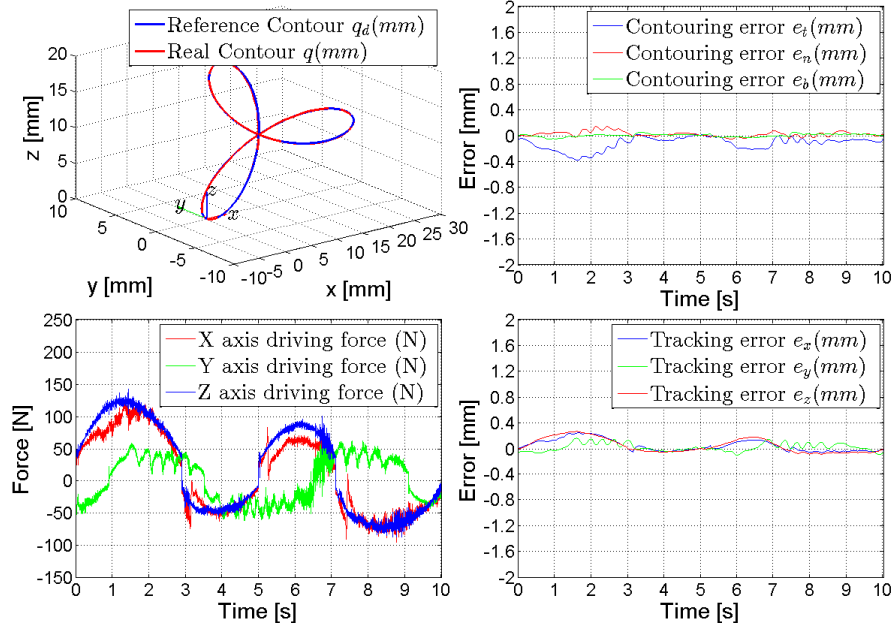 Reference Contour q_d(mm)
Real Contour q(mm)
20
15
10
5
0
z [mm]
10
5
0
-5
-10
y [mm]
-10
-5
0
5
10
15
20
25
30
x [mm]
z
y
x
Contouring error e_t(mm)
Contouring error e_n(mm)
Contouring error e_b(mm)
2
1.6
1.2
0.8
0.4
0
-0.4
-0.8
-1.2
-1.6
-2
Error [mm]
0 1 2 3 4 5 6 7 8 9 10
Time [s]
X axis driving force (N)
Y axis driving force (N)
Z axis driving force (N)
250
200
150
100
50
0
-50
-100
-150
Force [N]
0 1 2 3 4 5 6 7 8 9 10
Time [s]
Tracking error e_x(mm)
Tracking error e_y(mm)
Tracking error e_z(mm)
2
1.6
1.2
0.8
0.4
0
-0.4
-0.8
-1.2
-1.6
-2
Error [mm]
0 1 2 3 4 5 6 7 8 9 10
Time [s]